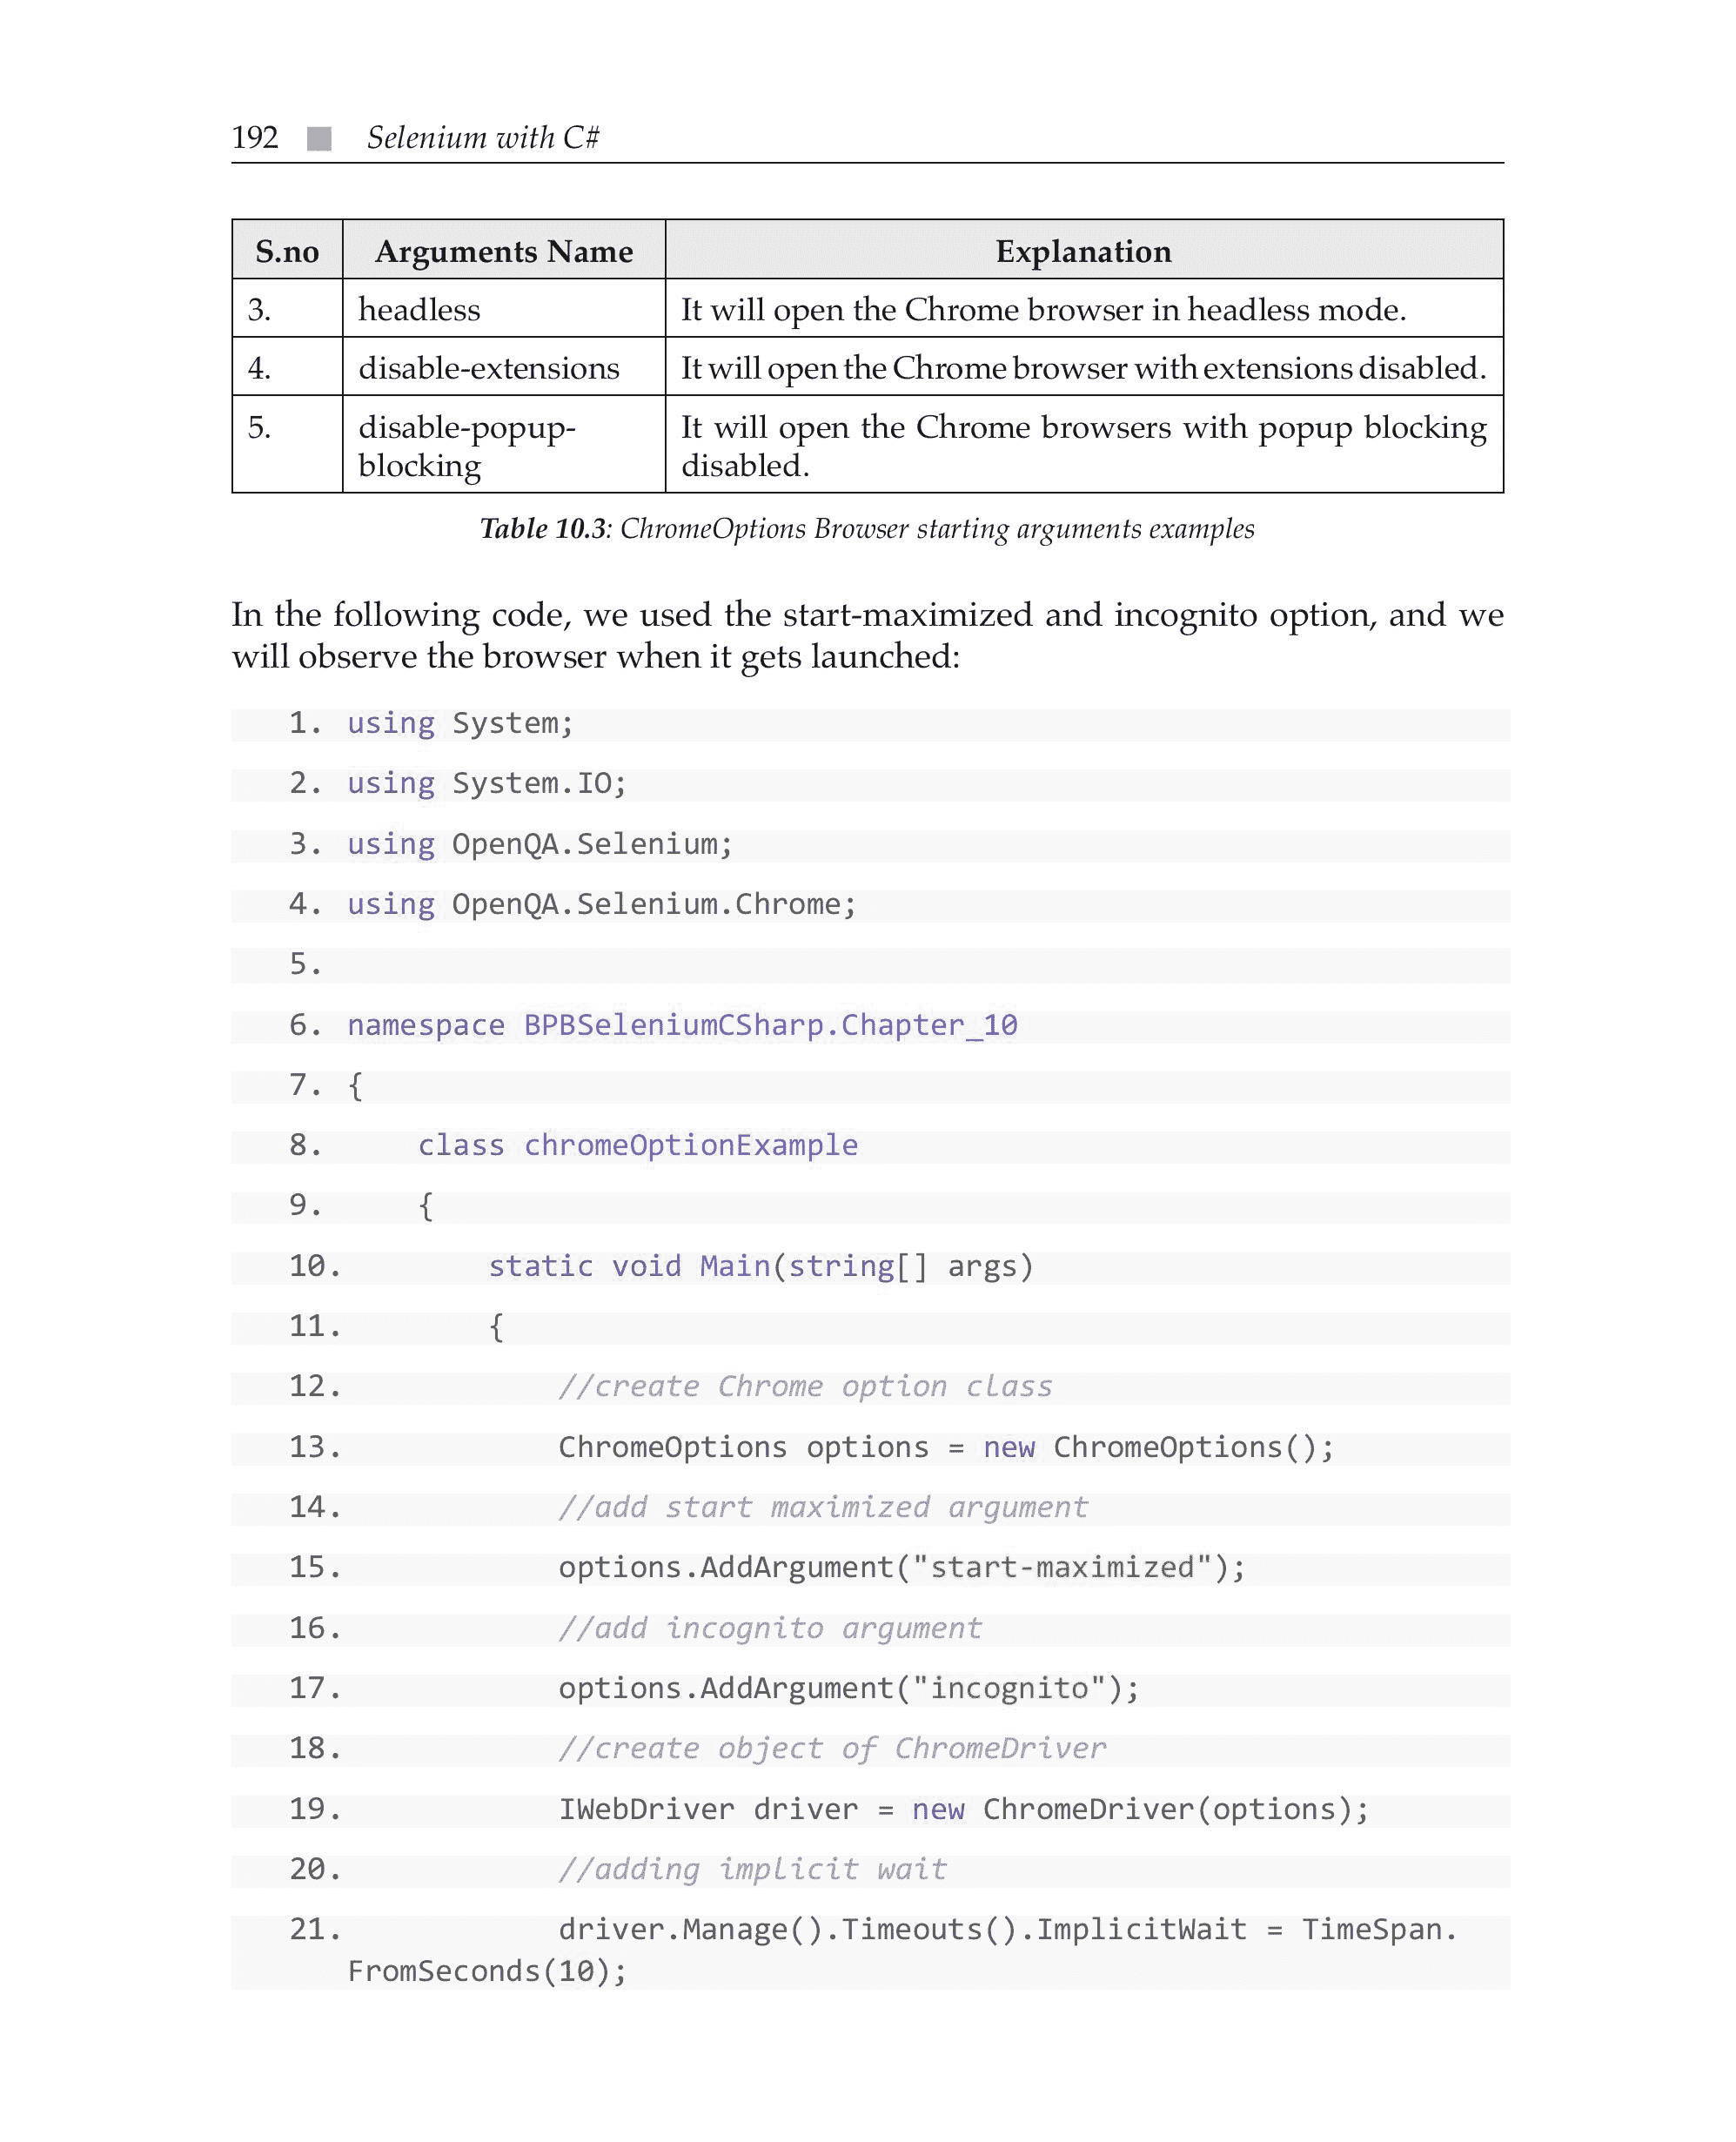 192 Selenium with C#
S.no Arguments Name Explanation
3. headless It will open the Chrome browser in headless mode.
4. disable-extensions It will open the Chrome browser with extensions disabled.
5. disable-popup- It will open the Chrome browsers with popup blocking
blocking disabled.
Table 10.3: ChromeOptions Browser starting arguments examples
In the following code, we used the start-maximized and incognito option, and we
will observe the browser when it gets launched:
1. using System;
2. using System.IO;
3. using OpenQA.Selenium;
4. using OpenQA.Selenium.Chrome;
5.
6. namespace BPBSeleniumCSharp.Chapter_10
7. {
8.     class chromeOptionExample
9.     {
10.         static void Main(string[] args)
11.         {
12.             //create Chrome option class
13.             ChromeOptions options = new ChromeOptions();
14.             //add start maximized argument
15.             options.AddArgument("start-maximized");
16.             //add incognito argument
17.             options.AddArgument("incognito");
18.             //create object of ChromeDriver
19.             IWebDriver driver = new ChromeDriver(options);
20.             //adding implicit wait
21.             driver.Manage().Timeouts().ImplicitWait = TimeSpan.
FromSeconds(10);